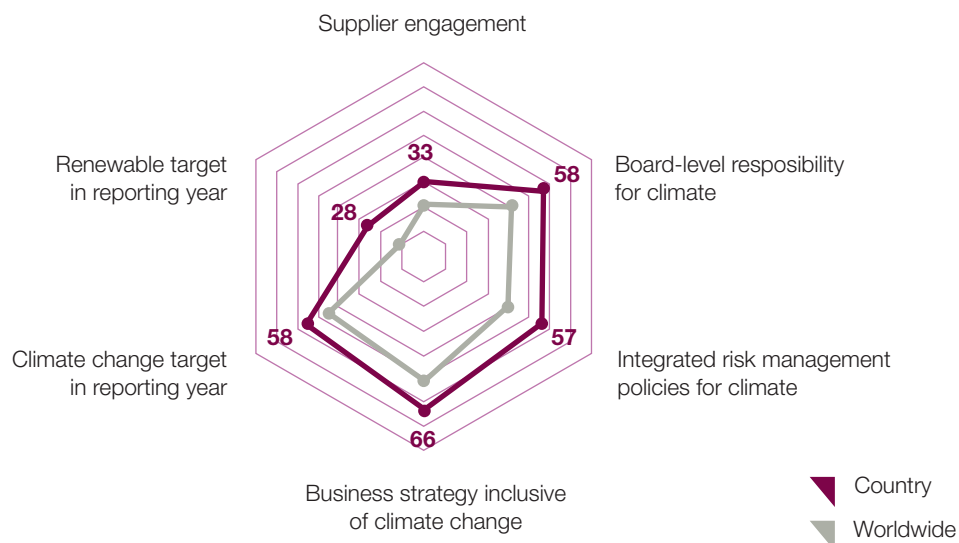 Supplier engagement
33
Board-level resposibility
for climate
58
Renewable target
in reporting year
28
57
Integrated risk management
policies for climate
58
Climate change target
in reporting year
66
Business strategy inclusive
of climate change
Country
Worldwide